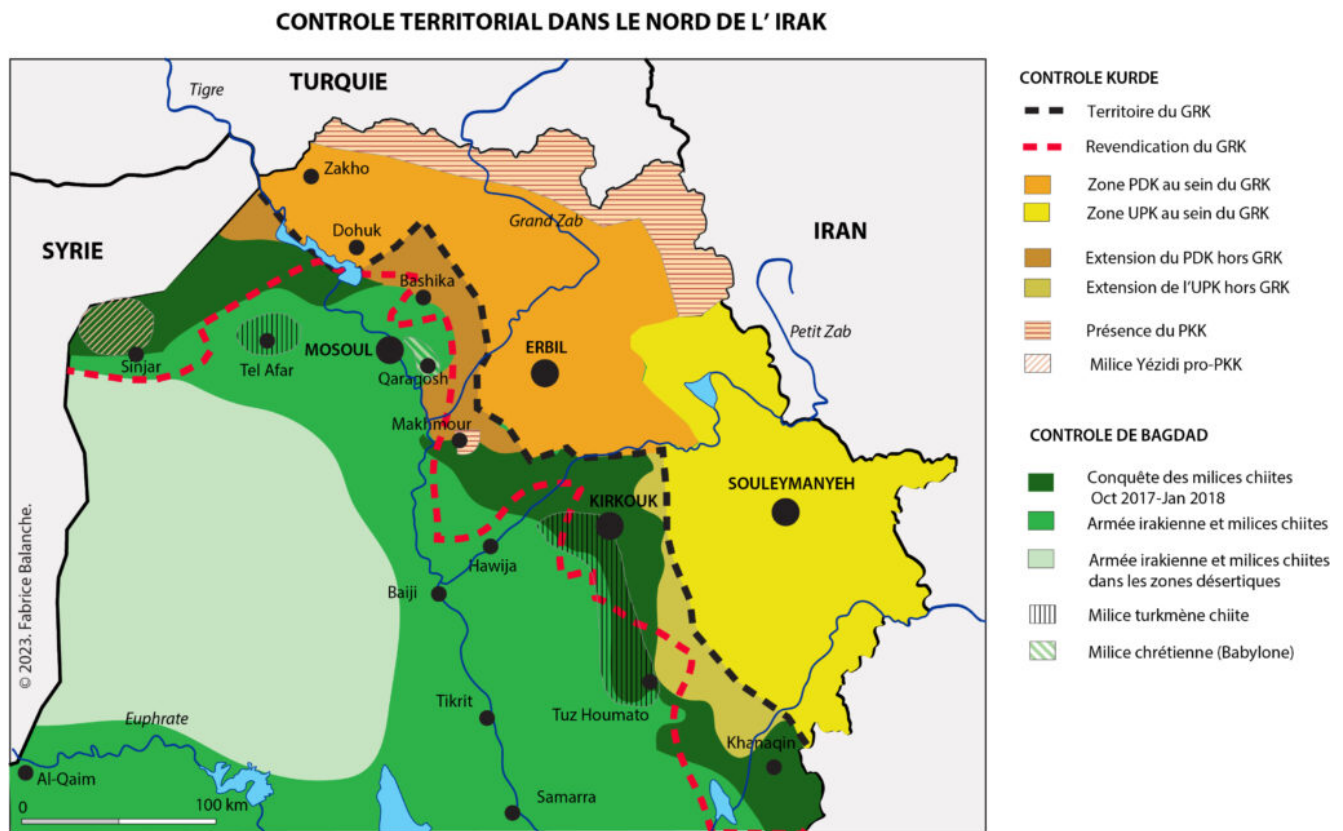 CONTROLE TERRITORIAL DANS LE NORD DE L' IRAK
TURQUIE
Tigre
Zakho
Grand Zab
IRAN
SYRIE
Dohuk
Bashika
Petit Zab
Sinjar
Tel Afar
MOSOUL
Qaragosh
ERBIL
Makhmour
KIRKOUK
SOULEYMANYEH
Hawija
Baiji
Tikrit
Tuz Houmato
Khanaqin
Euphrate
Al-Qaim
Samarra
0
100 km
© 2023. Fabrice Balanche.
CONTROLE KURDE
Territoire du GRK
Revendication du GRK
Zone PDK au sein du GRK
Zone UPK au sein du GRK
Extension du PDK hors GRK
Extension de l'UPK hors GRK
Présence du PKK
Milice Yézidi pro-PKK
CONTROLE DE BAGDAD
Conquête des milices chiites
Oct 2017-Jan 2018
Armée irakienne et milices chiites
Armée irakienne et milices chiites
dans les zones désertiques
Milice turkmène chiite
Milice chrétienne (Babylone)